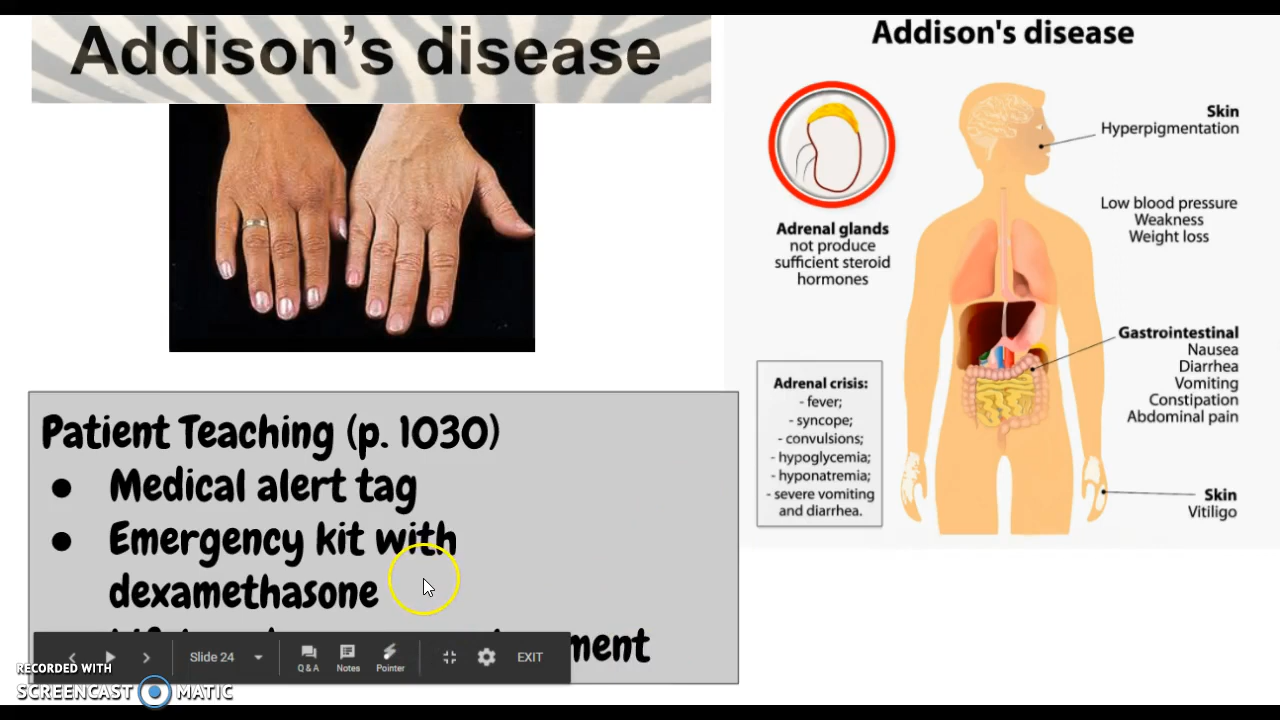 Addison's disease
Patient Teaching (p. 1030)
● Medical alert tag
● Emergency kit with
dexamethasone
Addison's disease
Adrenal glands
not produce
sufficient steroid
hormones
Skin
Hyperpigmentation
Low blood pressure
Weakness
Weight loss
Gastrointestinal
Nausea
Diarrhea
Vomiting
Constipation
Abdominal pain
Adrenal crisis:
- fever;
- syncope;
- convulsions;
- hypoglycemia;
- hyponatremia;
- severe vomiting
and diarrhea.
Skin
Vitiligo
Slide 24
Q & A
Notes
Pointer
EXIT
RECORDED WITH
SCREENCAST MATIC